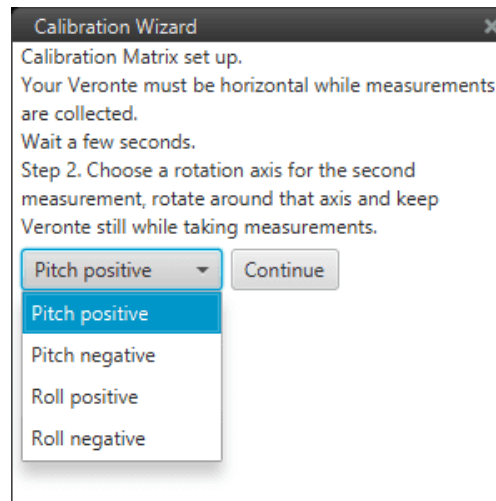 Calibration Wizard
Calibration Matrix set up.
Your Veronte must be horizontal while measurements
are collected.
Wait a few seconds.
Step 2. Choose a rotation axis for the second
measurement, rotate around that axis and keep
Veronte still while taking measurements.
Pitch positive Continue
Pitch positive
Pitch negative
Roll positive
Roll negative